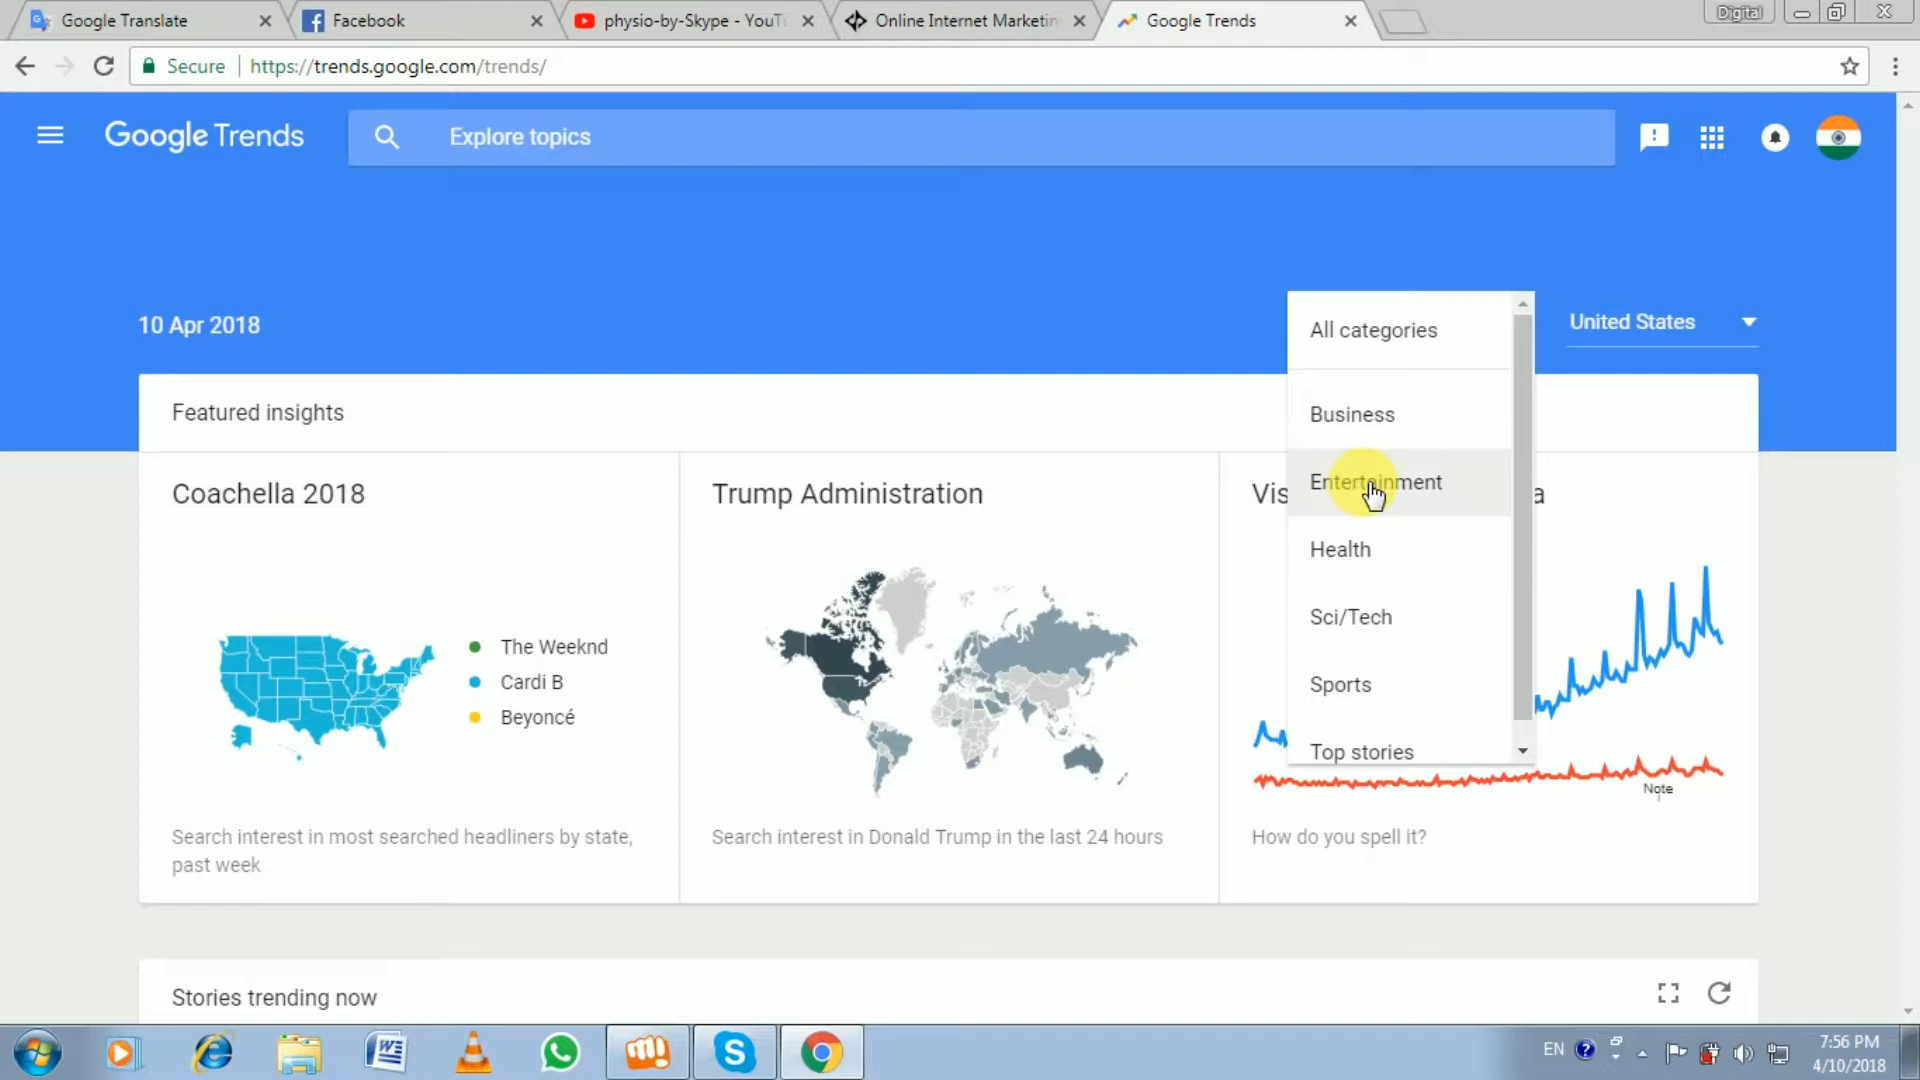 Google Translate
Facebook
physio-by-Skype - YouTu
Online Internet Marketin
Google Trends
Digital
Secure
https://trends.google.com/trends/
Google Trends
Explore topics
10 Apr 2018
All categories
United States
Featured insights
Business
Entertainment
Health
Sci/Tech
Sports
Top stories
Coachella 2018
The Weeknd
Cardi B
Beyoncé
Search interest in most searched headliners by state,
past week
Trump Administration
Search interest in Donald Trump in the last 24 hours
Vis
a
Note
How do you spell it?
Stories trending now
EN
7:56 PM
4/10/2018